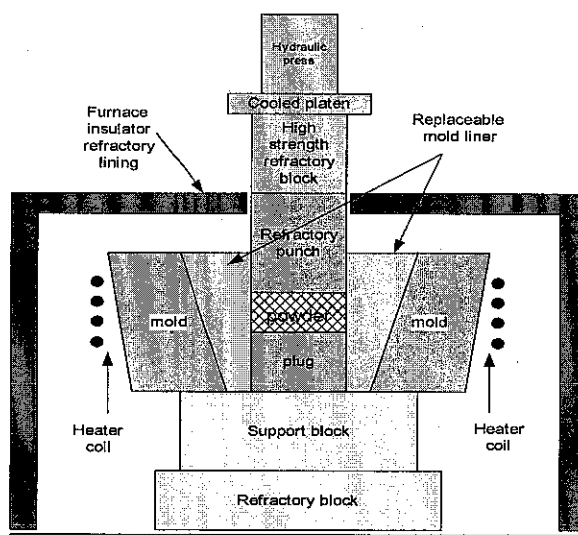 Hydraulic
press
Cooled platen
Furnace
insulator
refractory
lining
High
strength
refractory
block
Replaceable
mold liner
Refractory
punch
mold
powder
mold
plug
Heater
coil
Support block
Heater
coil
Refractory block